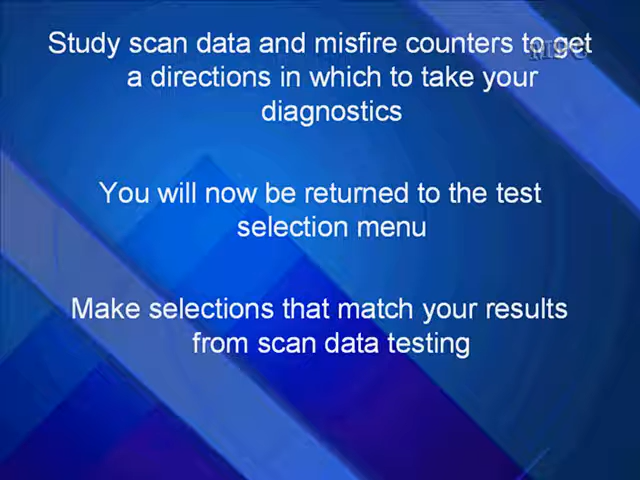 Study scan data and misfire counters to get
a directions in which to take your
diagnostics
You will now be returned to the test
selection menu
Make selections that match your results
from scan data testing